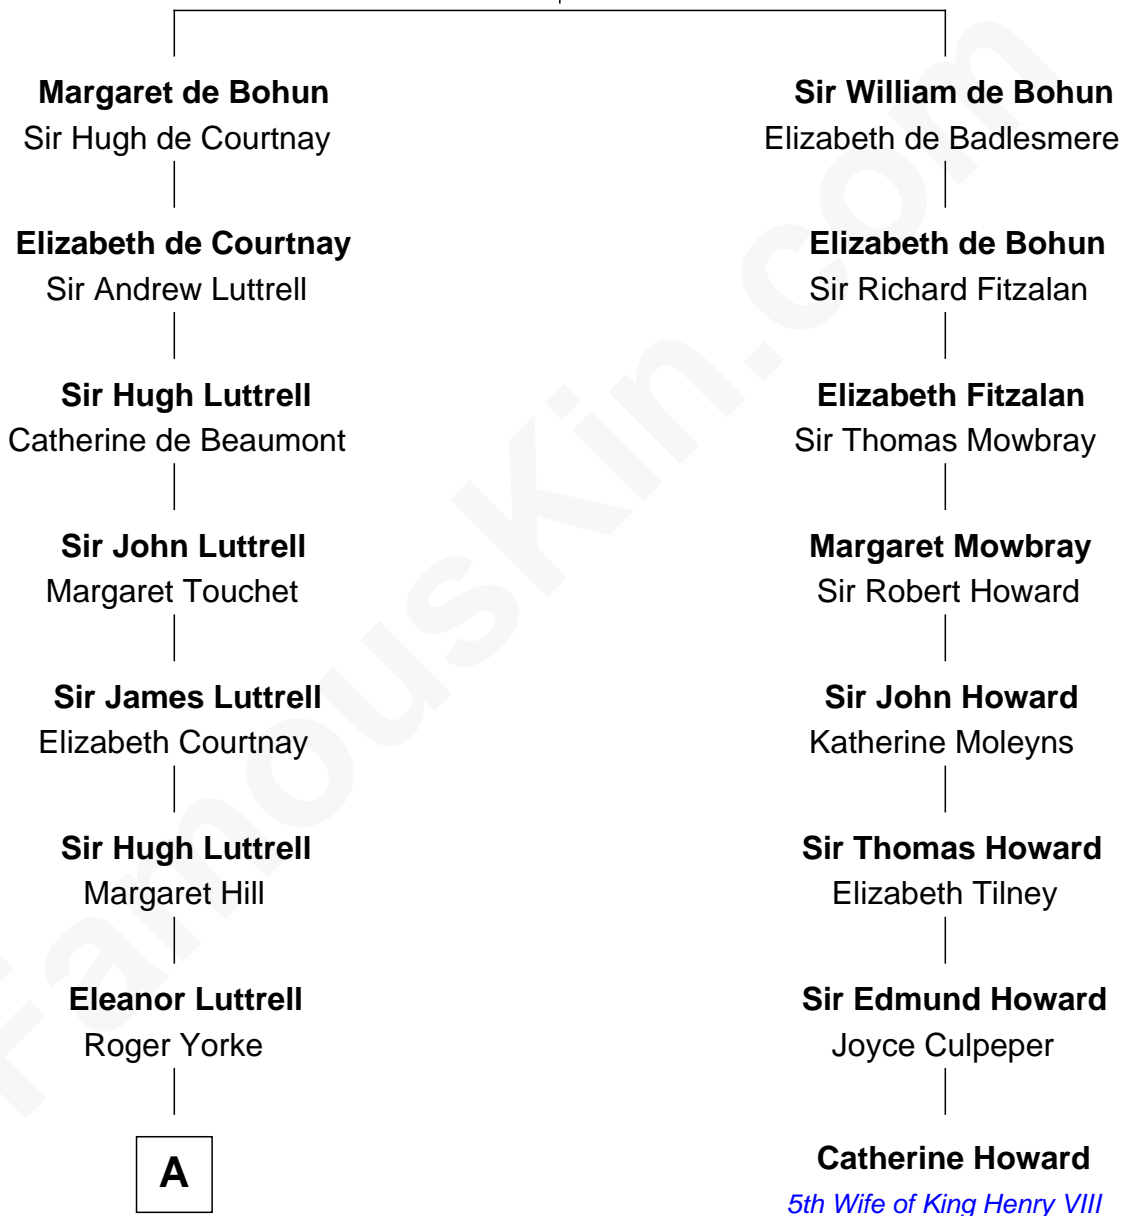 Margaret de Bohun
Sir Hugh de Courtnay
Elizabeth de Courtnay
Sir Andrew Luttrell
Sir Hugh Luttrell
Catherine de Beaumont
Sir John Luttrell
Margaret Touchet
Sir James Luttrell
Elizabeth Courtnay
Sir Hugh Luttrell
Margaret Hill
Eleanor Luttrell
Roger Yorke
A
Sir William de Bohun
Elizabeth de Badlesmere
Elizabeth de Bohun
Sir Richard Fitzalan
Elizabeth Fitzalan
Sir Thomas Mowbray
Margaret Mowbray
Sir Robert Howard
Sir John Howard
Katherine Moleyns
Sir Thomas Howard
Elizabeth Tilney
Sir Edmund Howard
Joyce Culpeper
Catherine Howard
5th Wife of King Henry VIII
FamousKin.com